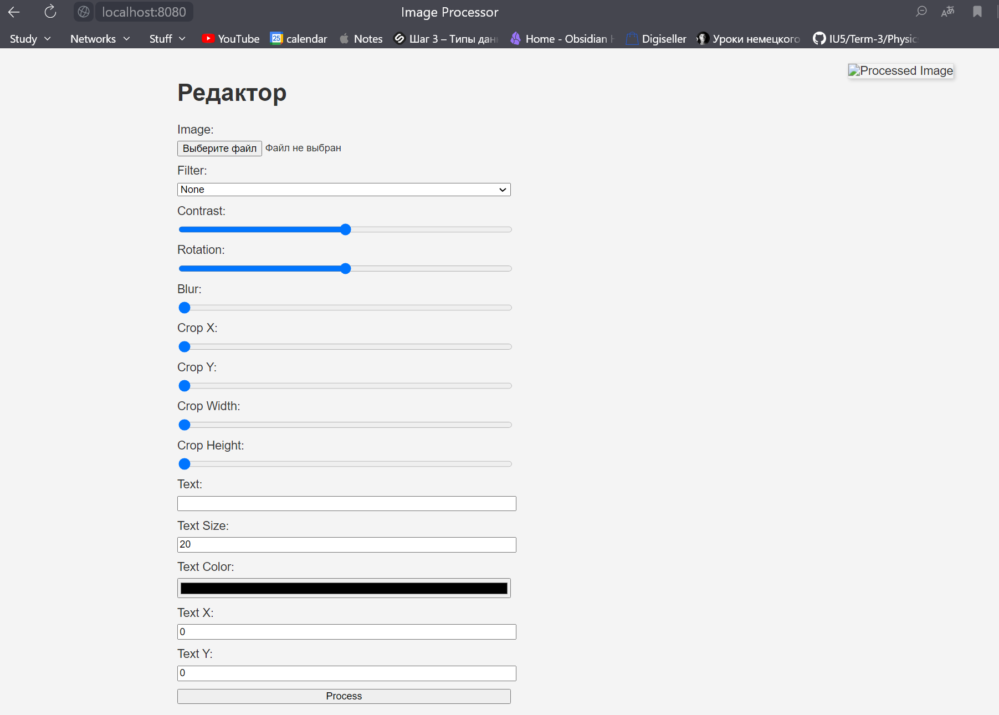 localhost:8080 Image Processor
Study Networks Stuff YouTube 25 calendar Notes Шаг 3 – Типы дан Home - Obsidian Digiseller Уроки немецкого IU5/Term-3/Physic
Processed Image
Редактор
Image:
Выберите файл Файл не выбран
Filter:
None
Contrast:
Rotation:
Blur:
Crop X:
Crop Y:
Crop Width:
Crop Height:
Text:
Text Size:
20
Text Color:
Text X:
0
Text Y:
0
Process